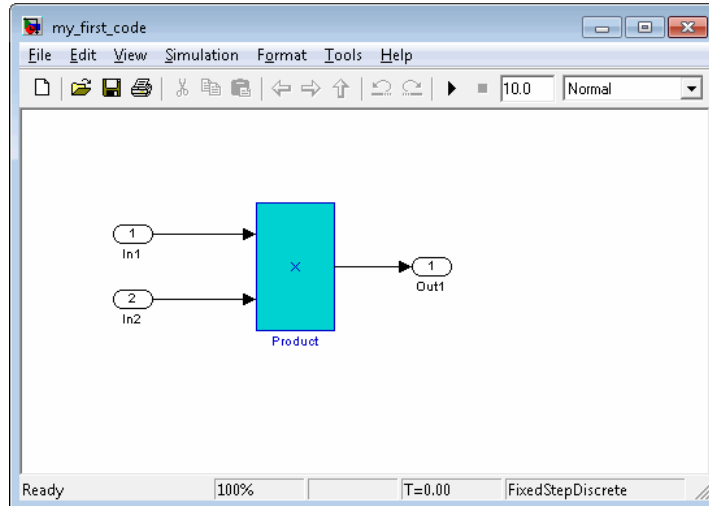 my_first_code
File Edit View Simulation Format Tools Help
10.0 Normal
1
In1
2
In2
×
Product
1
Out1
Ready 100% T=0.00 FixedStepDiscrete